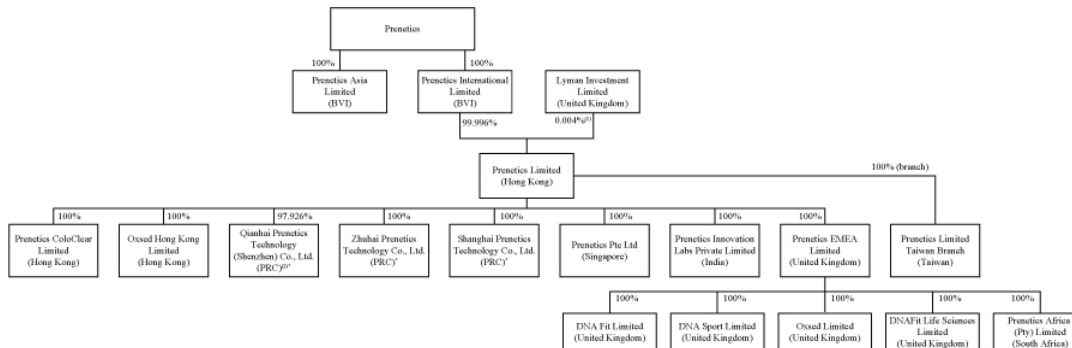 Prenetics
100%
100%
Prenetics Asia
Limited
(BVI)
Prenetics International
Limited
(BVI)
Lyman Investment
Limited
(United Kingdom)
99.996%
0.004%(1)
Prenetics Limited
(Hong Kong)
100% (branch)
100%
100%
97.926%
100%
100%
100%
100%
100%
Prenetics ColoClear
Limited
(Hong Kong)
Oxsed Hong Kong
Limited
(Hong Kong)
Qianhai Prenetics
Technology
(Shenzhen) Co., Ltd.
(PRC)(2)*
Zhuhai Prenetics
Technology Co., Ltd.
(PRC)*
Shanghai Prenetics
Technology Co., Ltd.
(PRC)*
Prenetics Pte Ltd
(Singapore)
Prenetics Innovation
Labs Private Limited
(India)
Prenetics EMEA
Limited
(United Kingdom)
Prenetics Limited
Taiwan Branch
(Taiwan)
100%
100%
100%
100%
100%
DNA Fit Limited
(United Kingdom)
DNA Sport Limited
(United Kingdom)
Oxsed Limited
(United Kingdom)
DNAFit Life Sciences
Limited
(United Kingdom)
Prenetics Africa
(Pty) Limited
(South Africa)